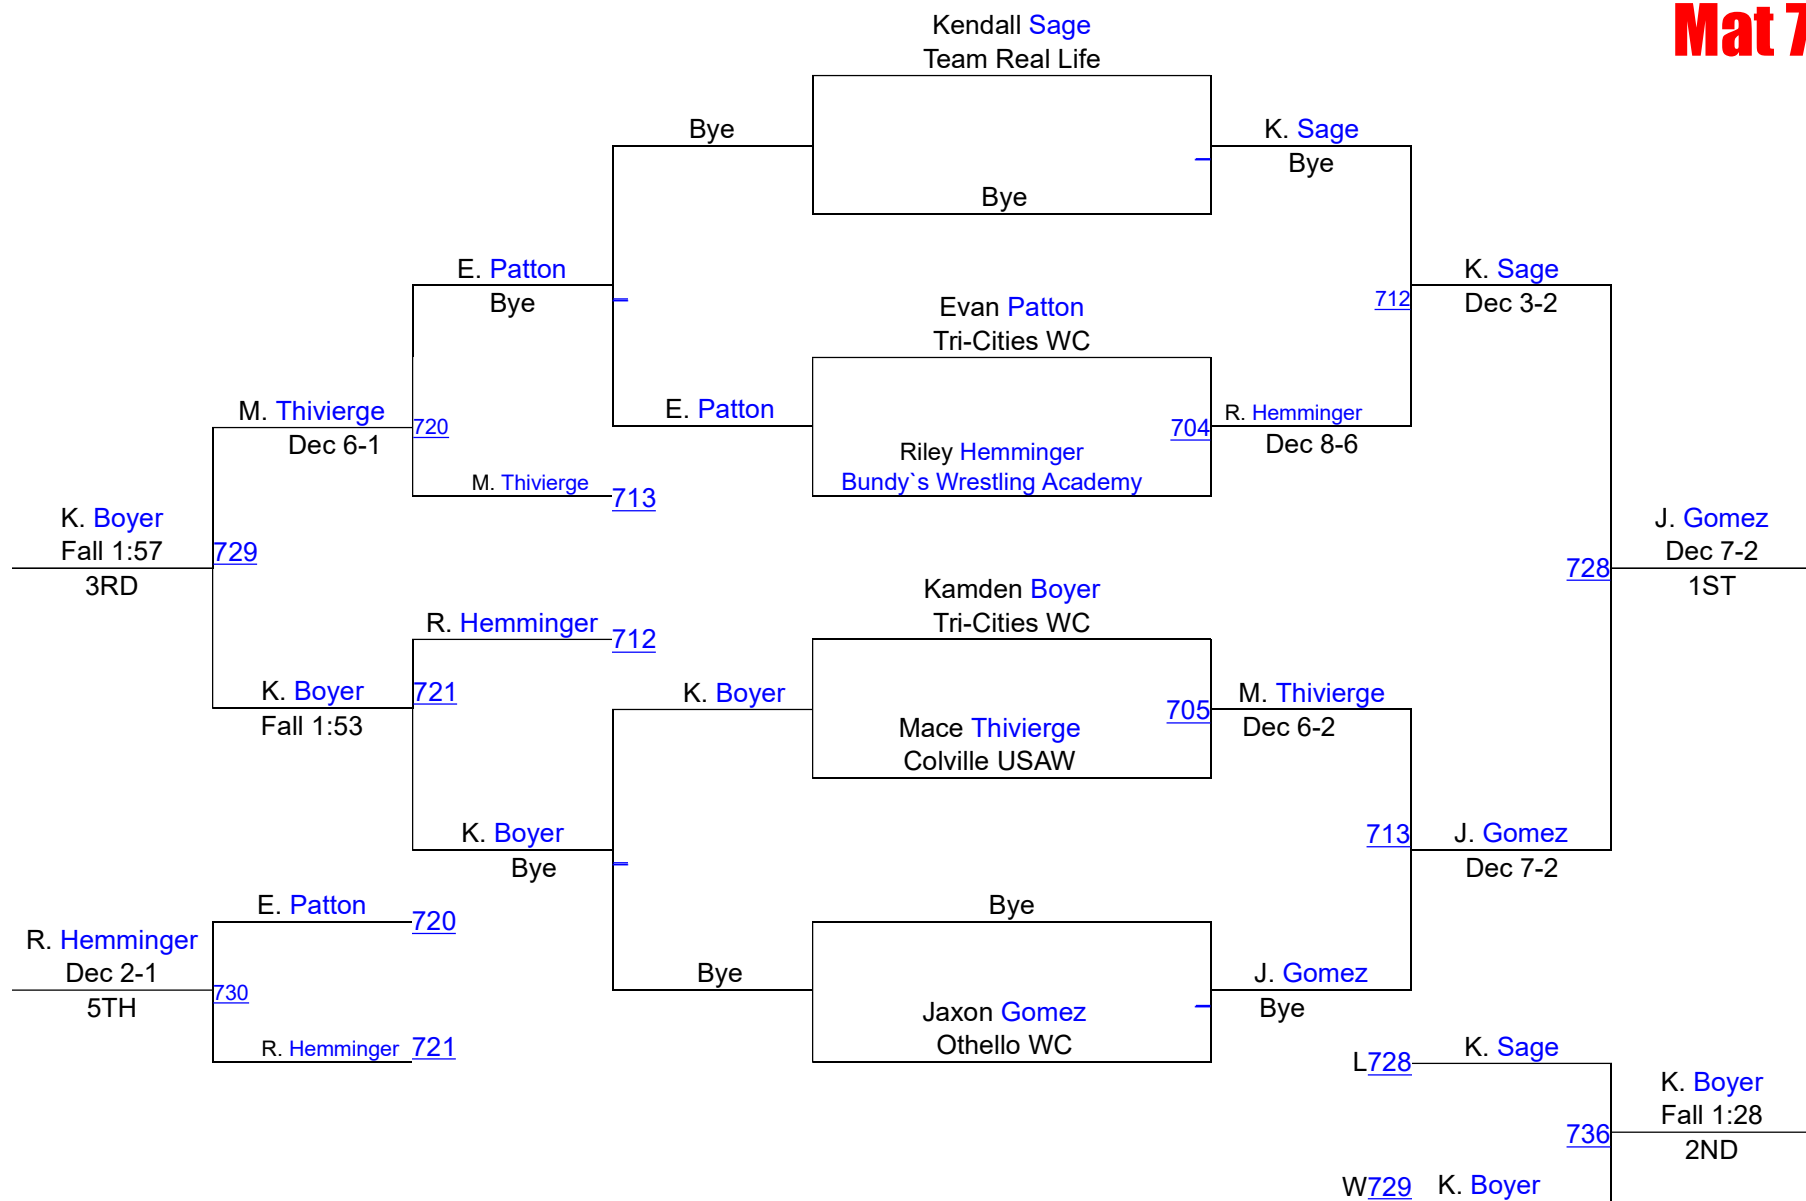 Mat 7
Kendall Sage
Team Real Life
Bye
K. Sage
Bye
Bye
E. Patton
Bye
K. Sage
Dec 3-2
712
Evan Patton
Tri-Cities WC
M. Thivierge
Dec 6-1
720
E. Patton
704
R. Hemminger
Dec 8-6
Riley Hemminger
Bundy`s Wrestling Academy
M. Thivierge
713
K. Boyer
Fall 1:57
3RD
729
J. Gomez
Dec 7-2
1ST
728
Kamden Boyer
Tri-Cities WC
R. Hemminger
712
K. Boyer
Fall 1:53
721
K. Boyer
705
M. Thivierge
Dec 6-2
Mace Thivierge
Colville USAW
K. Boyer
Bye
713
J. Gomez
Dec 7-2
E. Patton
720
Bye
R. Hemminger
Dec 2-1
5TH
730
Bye
J. Gomez
Bye
Jaxon Gomez
Othello WC
R. Hemminger
721
L728
K. Sage
K. Boyer
Fall 1:28
2ND
736
W729
K. Boyer